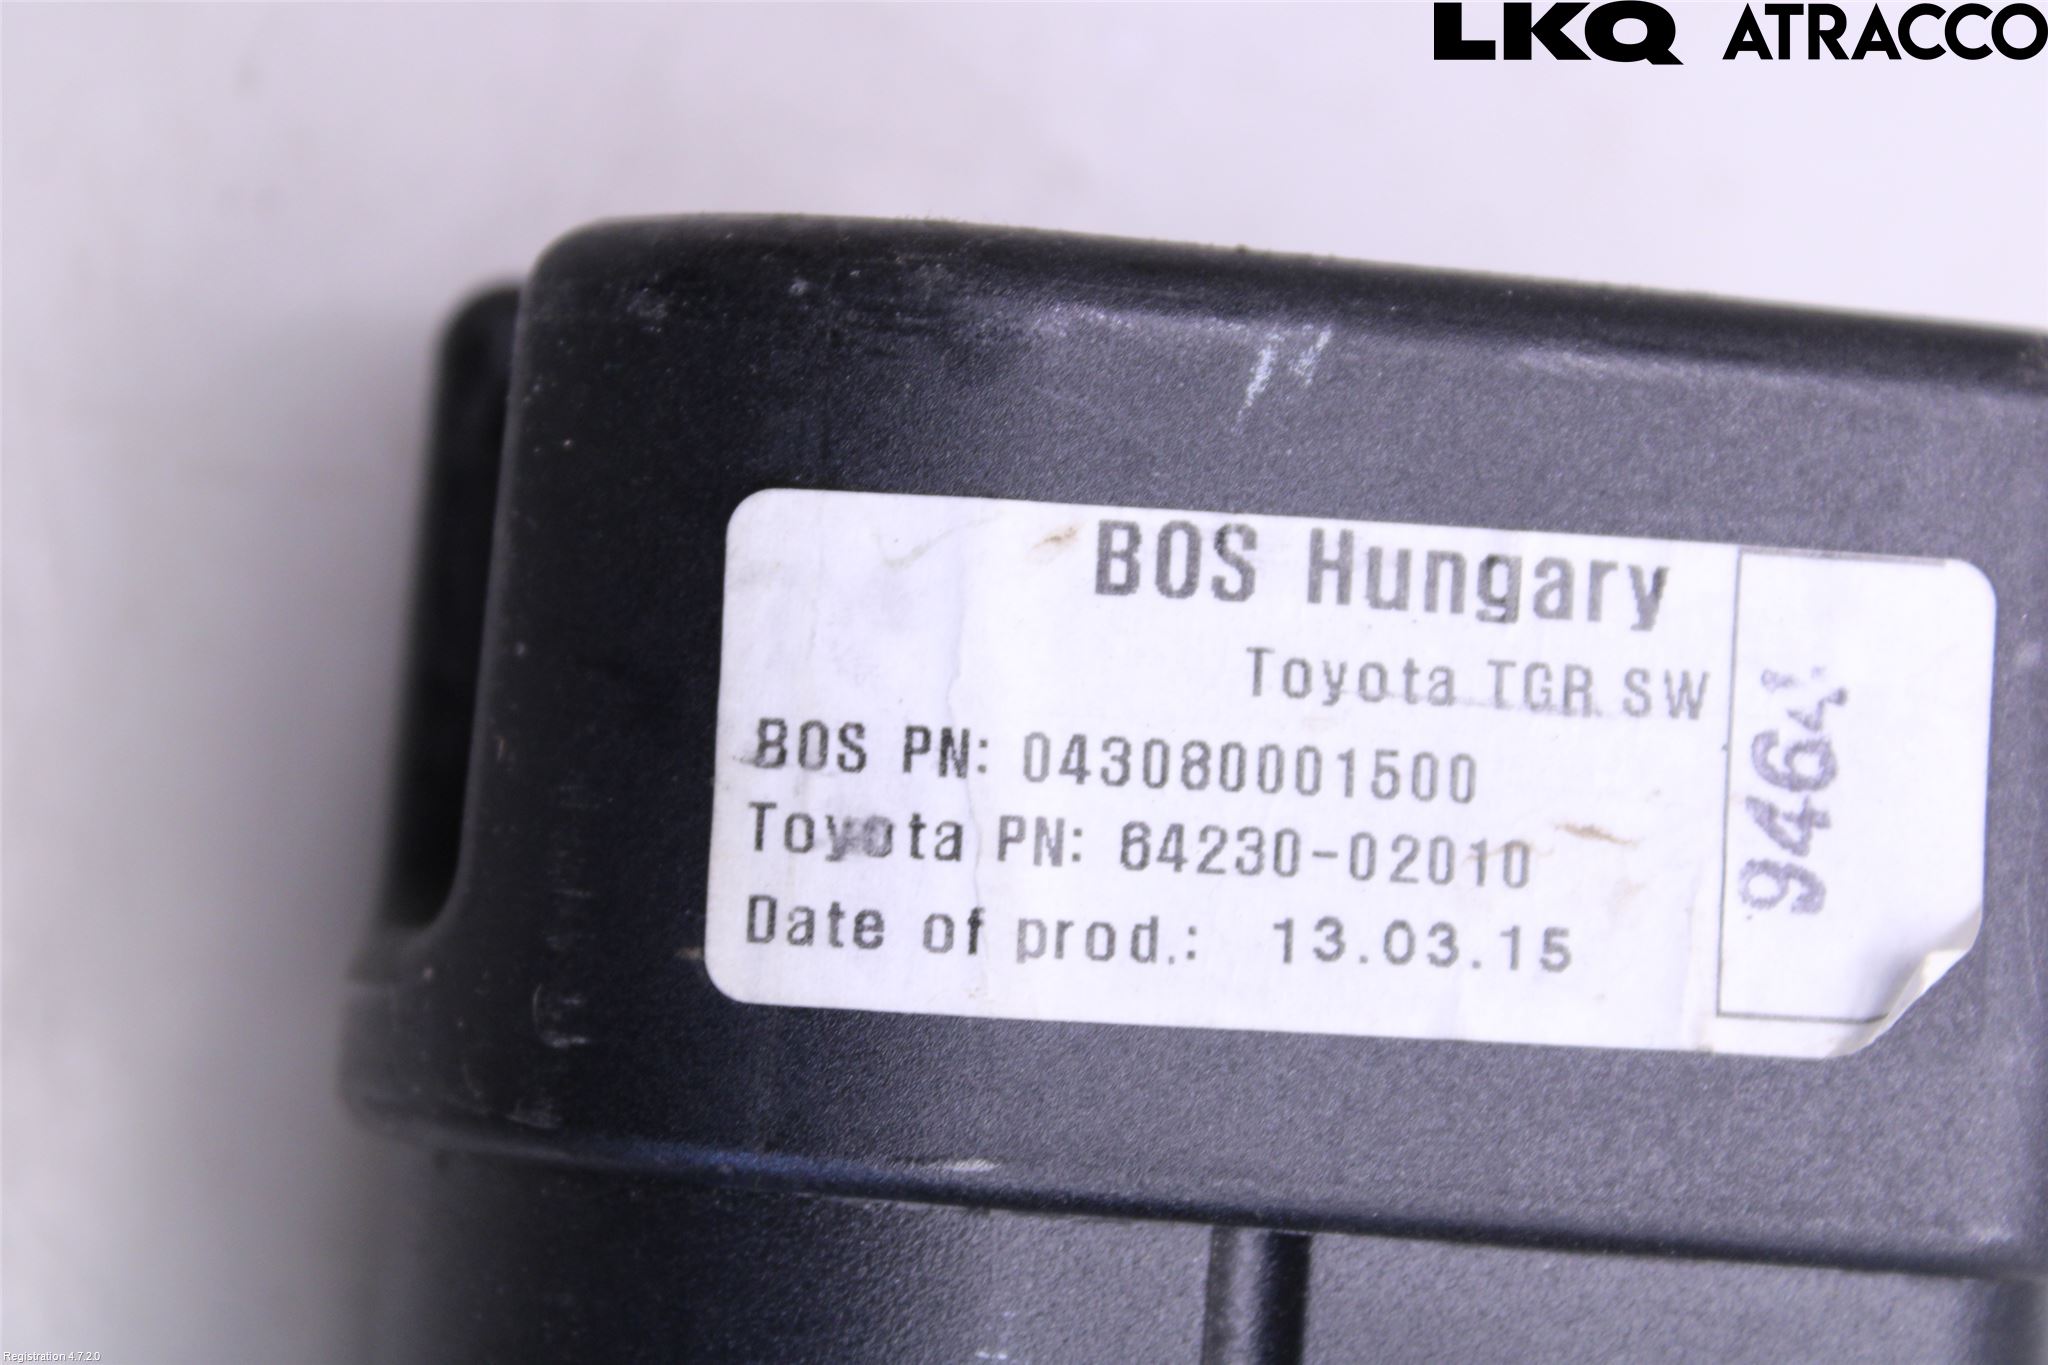 LKQ ATRACCO
BOS Hungary
Toyota TGR SW
BOS PN: 043080001500
Toyota PN: 64230-02010
Date of prod.: 13.03.15
Registration 4.7.2.0